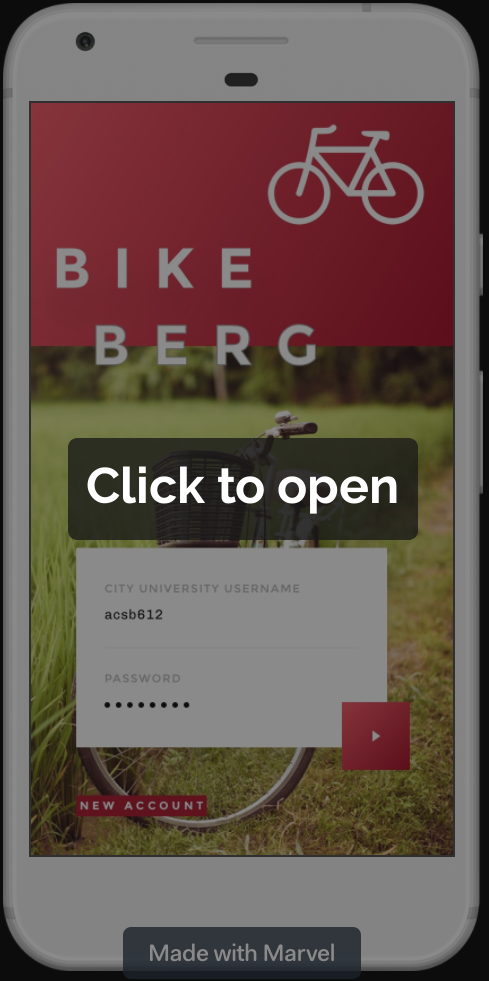 BIKE
BERG
Click to open
CITY UNIVERSITY USERNAME
acsb612
PASSWORD
••••••••
NEW ACCOUNT
Made with Marvel